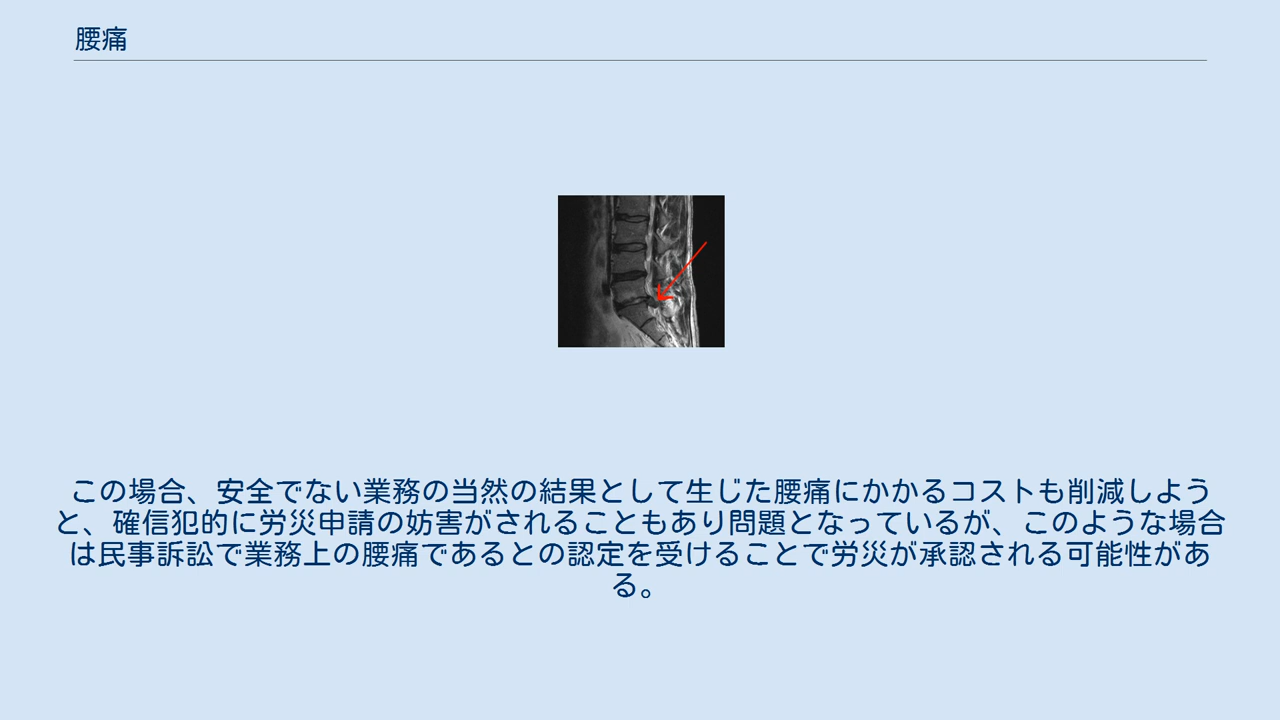 腰痛
この場合、安全でない業務の当然の結果として生じた腰痛にかかるコストも削減しよう
と、確信犯的に労災申請の妨害がされることもあり問題となっているが、このような場合
は民事訴訟で業務上の腰痛であるとの認定を受けることで労災が承認される可能性があ
る。